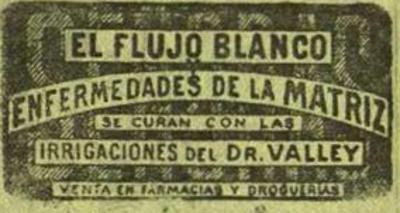 EL FLUJO BLANCO
ENFERMEDADES DE LA MATRIZ
SE CURAN CON LAS
IRRIGACIONES DEL DR. VALLEY
VENTA EN FARMACIAS Y DROGUERIAS